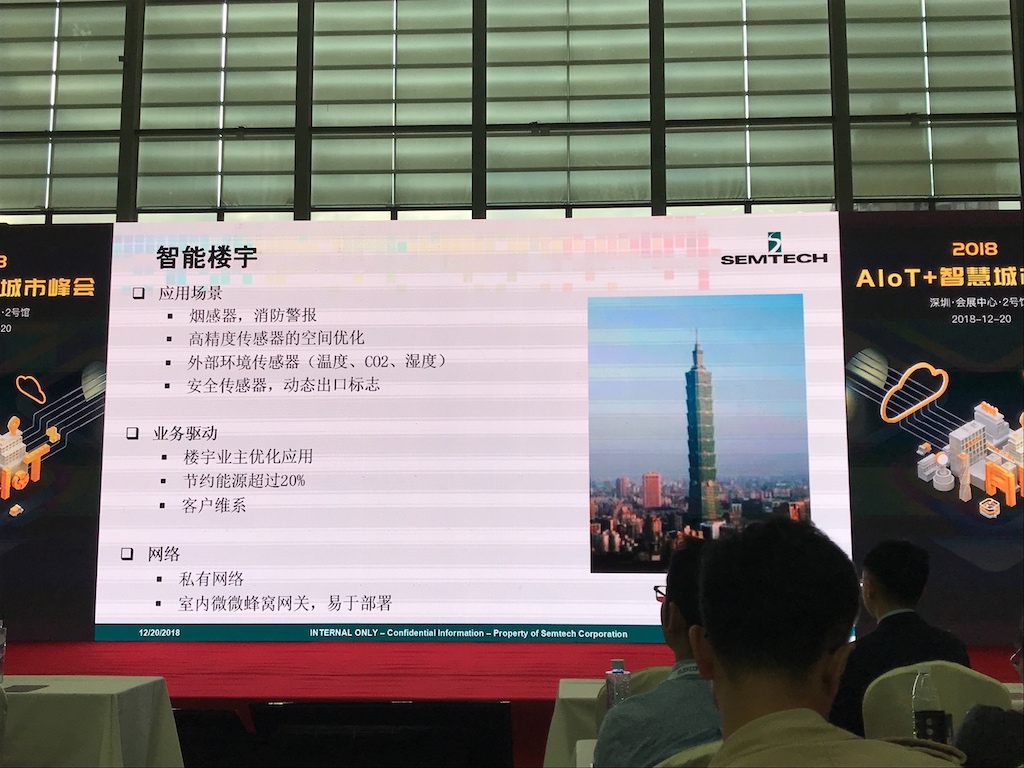 智能楼宇
SEMTECH
应用场景
烟感器，消防警报
高精度传感器的空间优化
外部环境传感器（温度、CO2、湿度）
安全传感器，动态出口标志
业务驱动
楼宇业主优化应用
节约能源超过20%
客户维系
网络
私有网络
室内微微蜂窝网关，易于部署
12/20/2018
INTERNAL ONLY – Confidential Information – Property of Semtech Corporation
8
城市峰会
·2号馆
20
2018
AIoT+智慧城市
深圳·会展中心·2号馆
2018-12-20